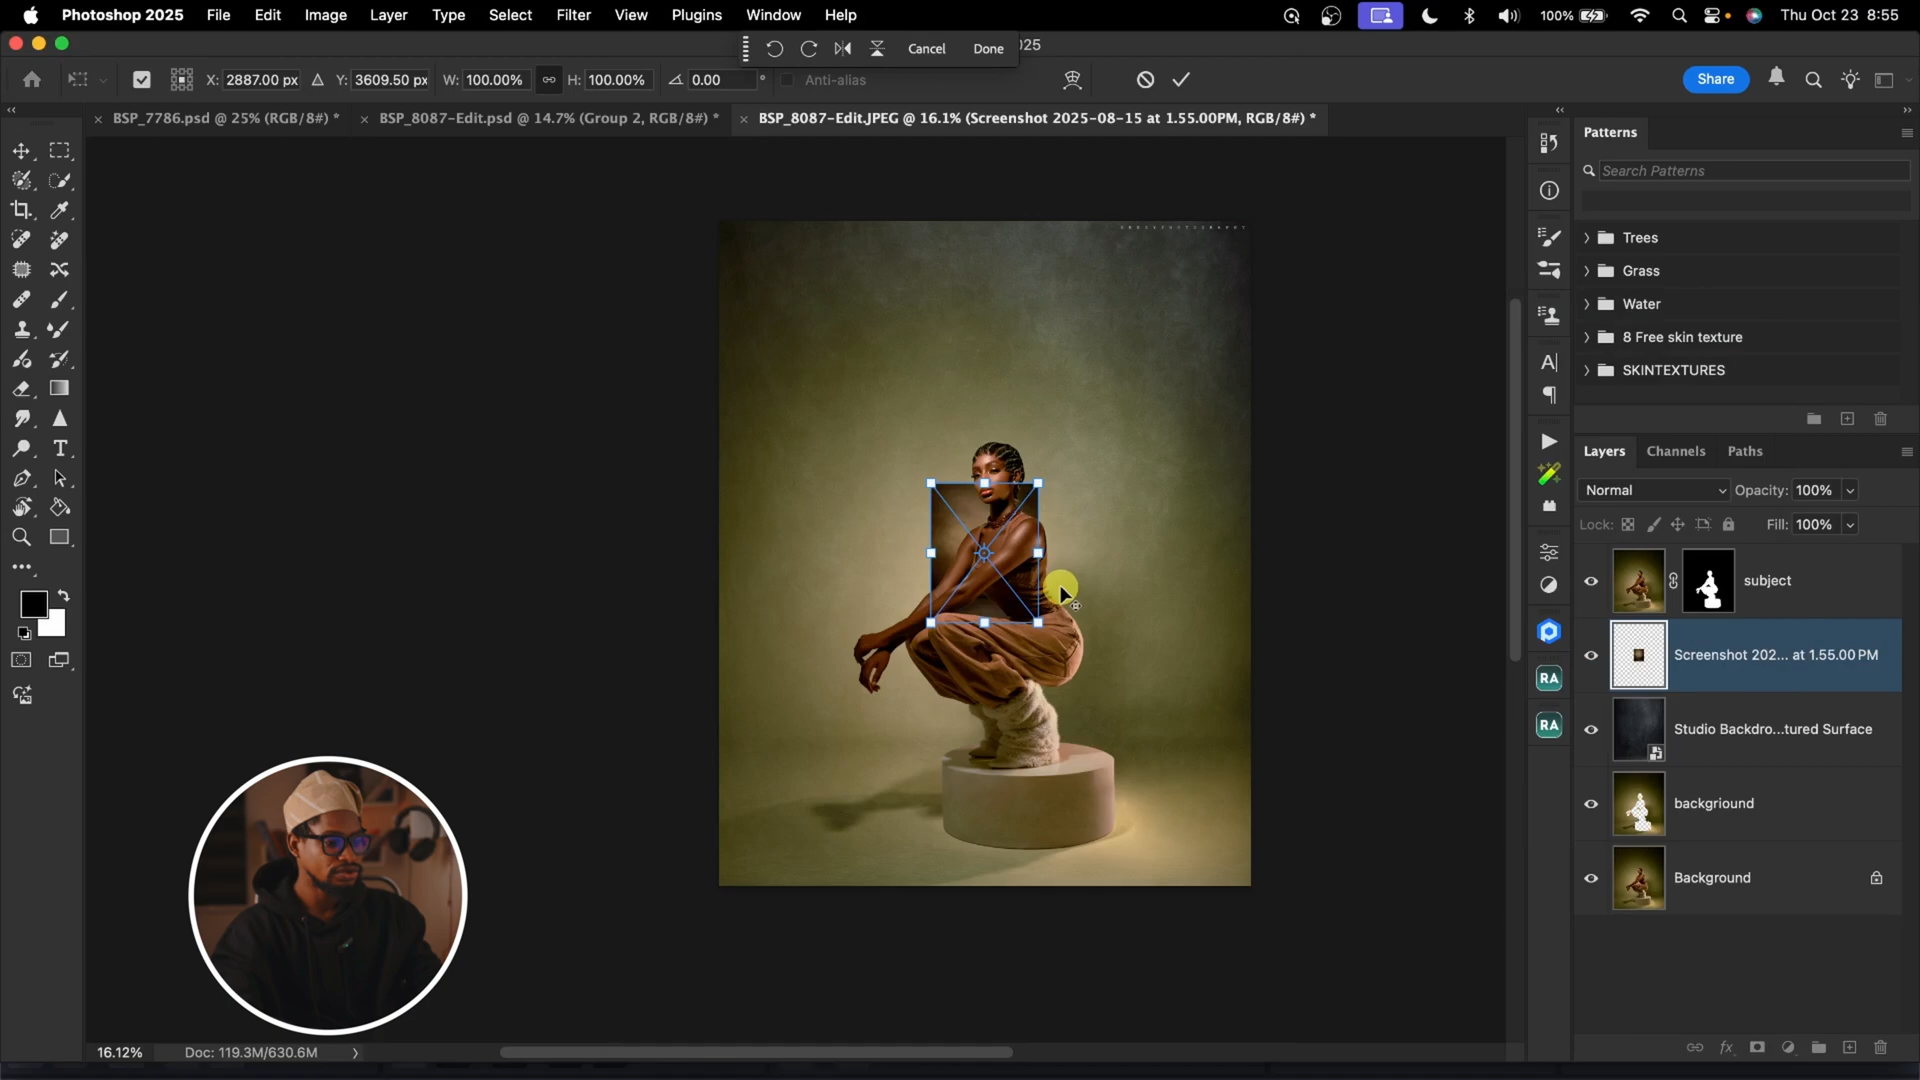 Photoshop 2025 File Edit Image Layer Type Select Filter View Plugins Window Help 100% Thu Oct 23 8:55
Cancel Done 025
X: 2887.00 px Y: 3609.50 px W: 100.00% H: 100.00% 0.00 ° Anti-alias Share
BSP_7786.psd @ 25% (RGB/8#) * BSP_8087-Edit.psd @ 14.7% (Group 2, RGB/8#) * BSP_8087-Edit.JPEG @ 16.1% (Screenshot 2025-08-15 at 1.55.00PM, RGB/8#) *
Patterns
Search Patterns
Trees
Grass
Water
8 Free skin texture
SKINTEXTURES
Layers Channels Paths
Normal Opacity: 100%
Lock: Fill: 100%
subject
Screenshot 202... at 1.55.00 PM
RA
Studio Backdro...tured Surface
RA
backgriound
Background
16.12% Doc: 119.3M/630.6M